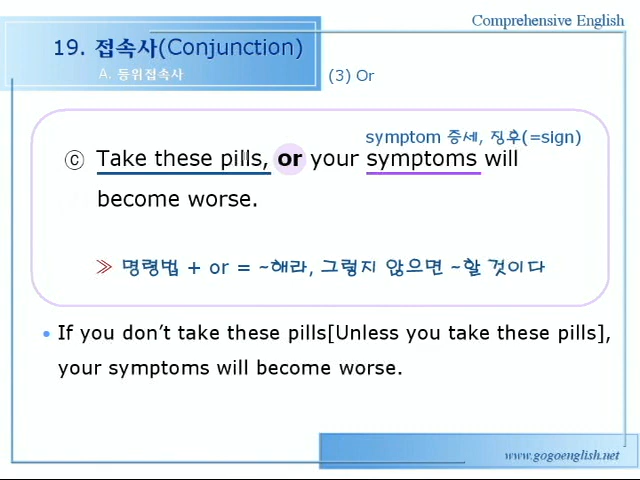 Comprehensive English
19. 접속사(Conjunction)
A. 등위접속사
(3) Or
symptom 증세, 징후(=sign)
ⓒ Take these pills, or your symptoms will
become worse.
≫ 명령법 + or = ~해라, 그렇지 않으면 ~할 것이다
• If you don't take these pills[Unless you take these pills],
your symptoms will become worse.
www.gogoenglish.net